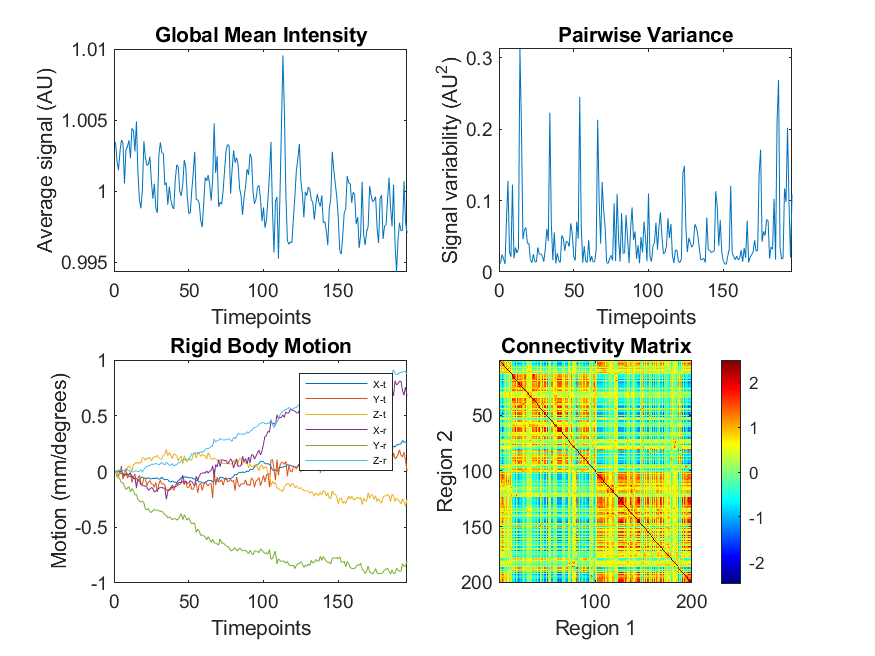 Global Mean Intensity
Average signal (AU)
1.01
1.005
1
0.995
0 50 100 150
Timepoints
Pairwise Variance
Signal variability (AU2)
0.3
0.2
0.1
0
0 50 100 150
Timepoints
Rigid Body Motion
Motion (mm/degrees)
1
0.5
0
-0.5
-1
0 50 100 150
Timepoints
X-t
Y-t
Z-t
X-r
Y-r
Z-r
Connectivity Matrix
Region 2
50
100
150
200
100 200
Region 1
2
1
0
-1
-2